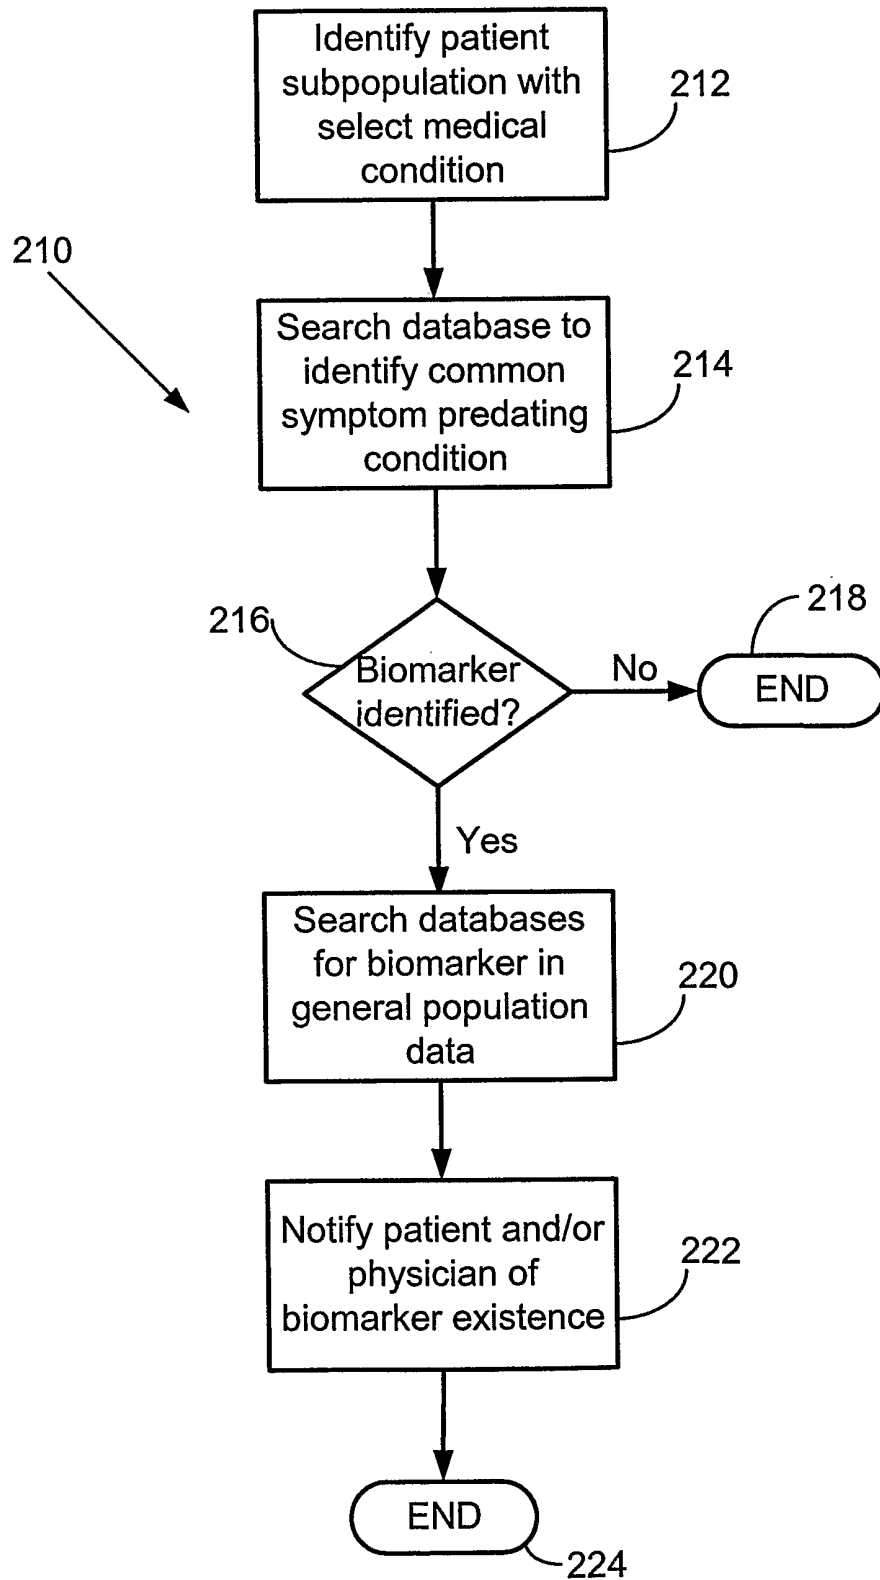 Identify patient
subpopulation with
select medical
condition
212
210
Search database to
identify common
symptom predating
condition
214
216
Biomarker
identified?
No
218
END
Yes
Search databases
for biomarker in
general population
data
220
Notify patient and/or
physician of
biomarker existence
222
END
224